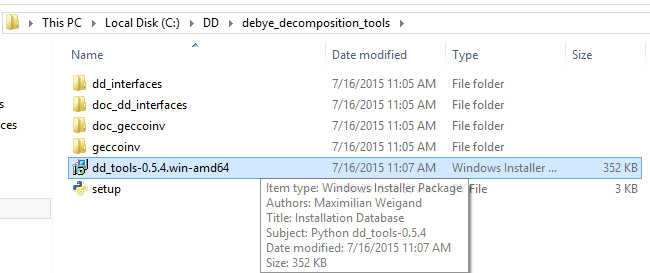 This PC Local Disk (C:) DD debye_decomposition_tools
Name Date modified Type Size
dd_interfaces 7/16/2015 11:05 AM File folder
doc_dd_interfaces 7/16/2015 11:05 AM File folder
doc_geccoinv 7/16/2015 11:05 AM File folder
aces geccoinv 7/16/2015 11:05 AM File folder
dd_tools-0.5.4.win-amd64 7/16/2015 11:07 AM Windows Installer ... 352 KB
setup File 3 KB
Item type: Windows Installer Package
Authors: Maximilian Weigand
Title: Installation Database
Subject: Python dd_tools-0.5.4
Date modified: 7/16/2015 11:07 AM
Size: 352 KB